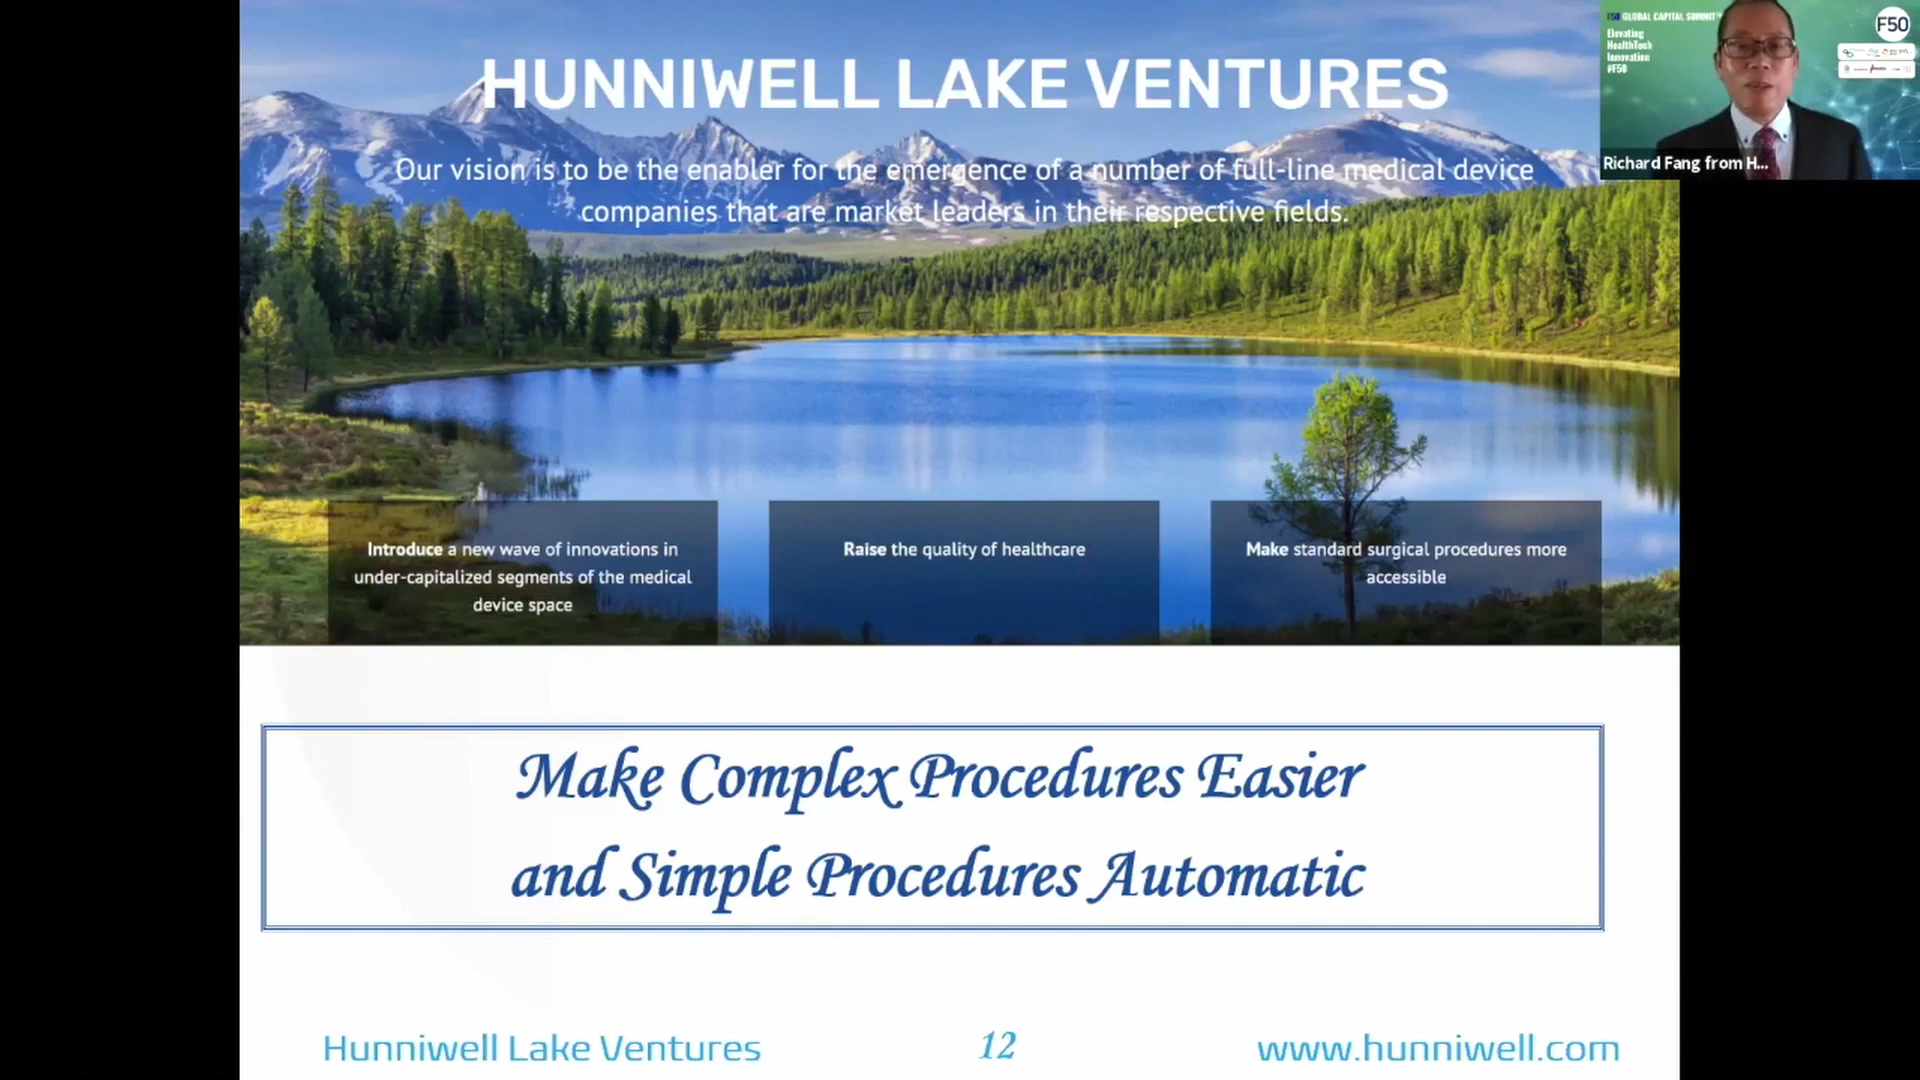 HUNNIWELL LAKE VENTURES
Our vision is to be the enabler for the emergence of a number of full-line medical device
companies that are market leaders in their respective fields.
Introduce a new wave of innovations in
under-capitalized segments of the medical
device space
Raise the quality of healthcare
Make standard surgical procedures more
accessible
Make Complex Procedures Easier
and Simple Procedures Automatic
Hunniwell Lake Ventures
12
www.hunniwell.com
F50 GLOBAL CAPITAL SUMMIT
Elevating
HealthTech
Innovation
#F50
F50
Richard Fang from H...